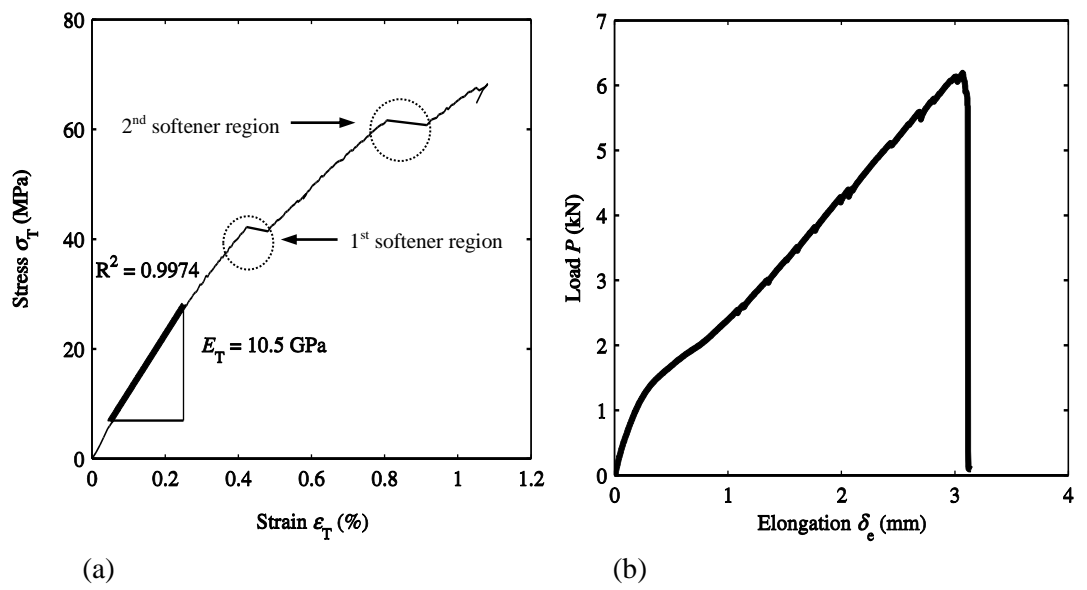 80
60
40
20
0
0
0.2
0.4
0.6
0.8
1
1.2
Stress σT (MPa)
Strain εT (%)
2nd softener region
1st softener region
R2 = 0.9974
ET = 10.5 GPa
(a)
7
6
5
4
3
2
1
0
0
1
2
3
4
Load P (kN)
Elongation δe (mm)
(b)